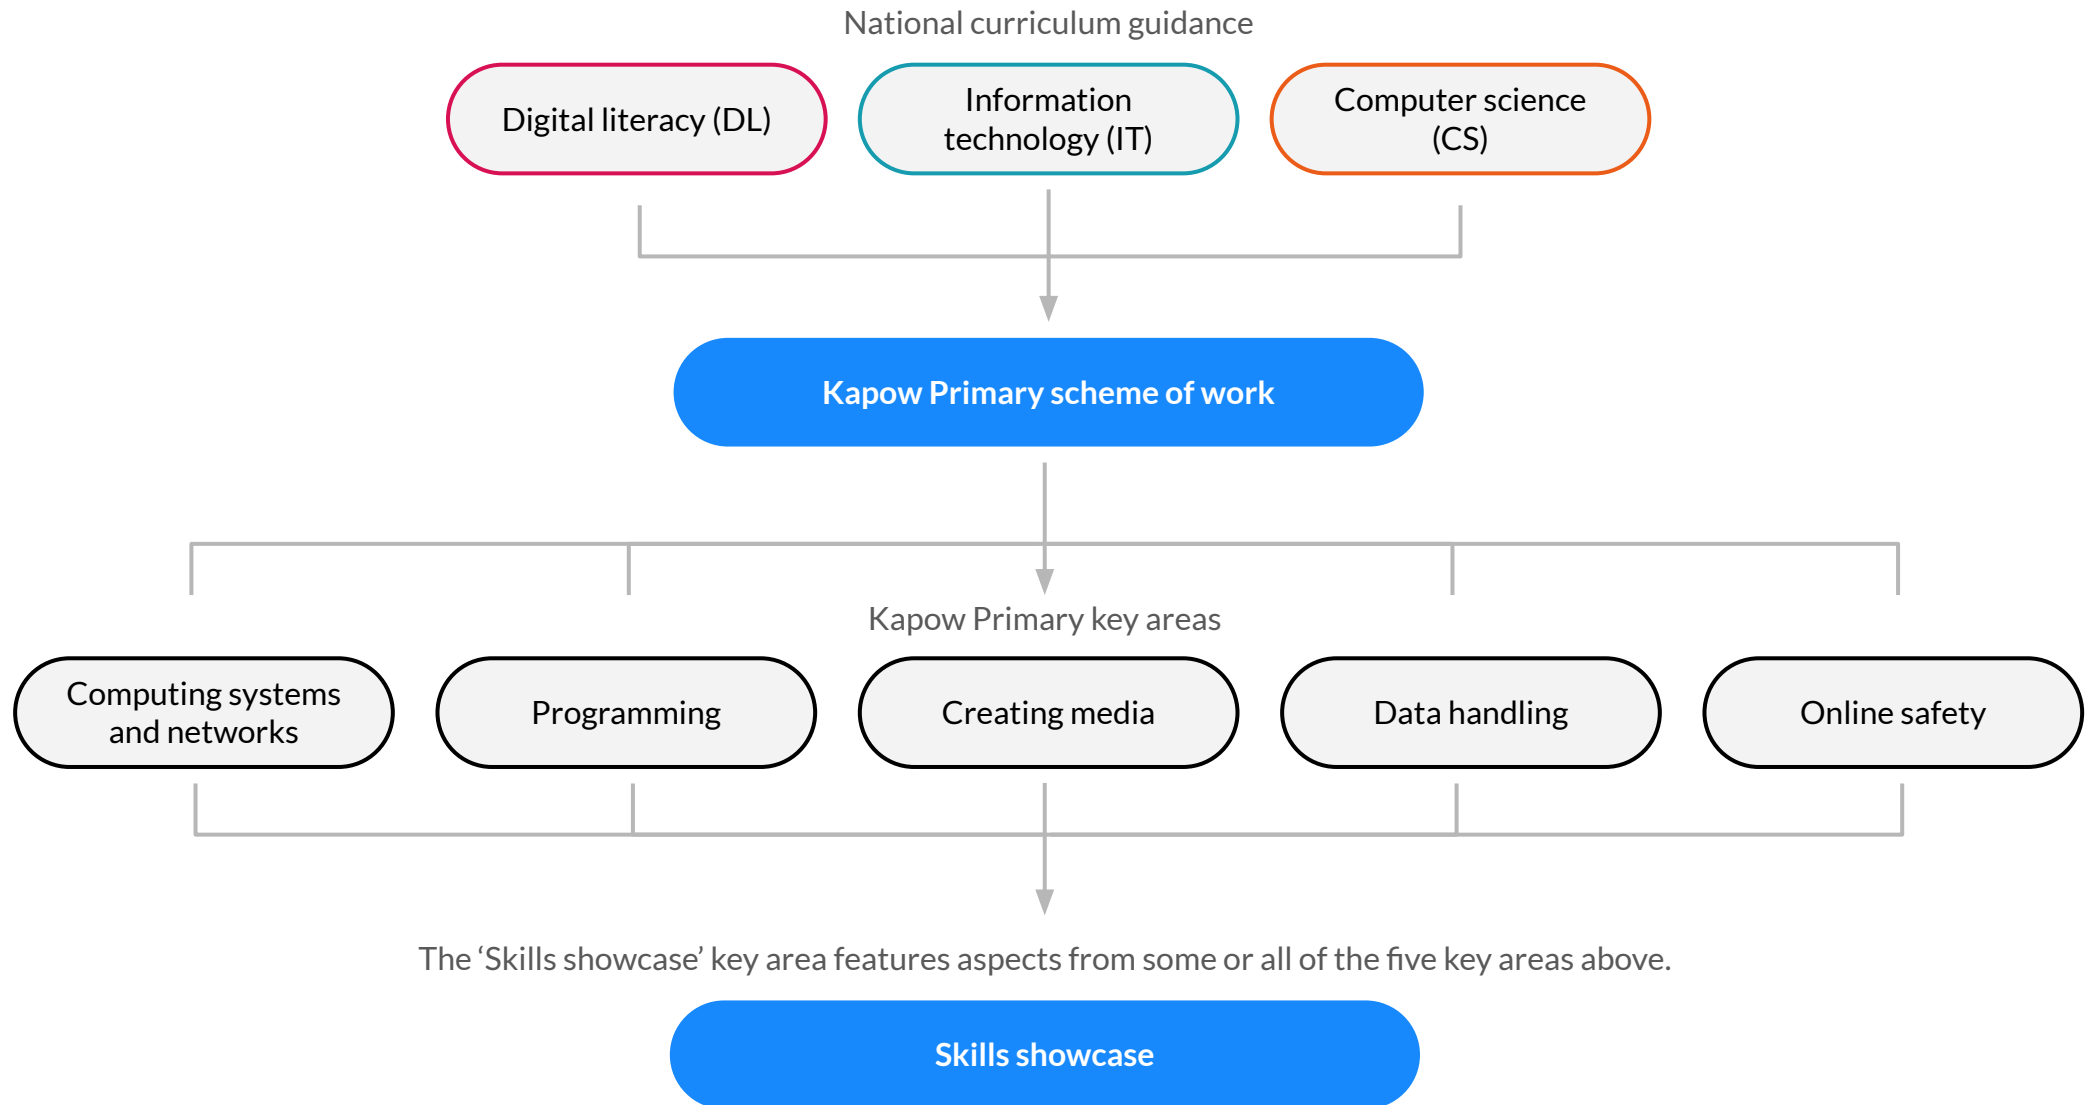 National curriculum guidance
Digital literacy (DL)
Information
technology (IT)
Computer science
(CS)
Kapow Primary scheme of work
Kapow Primary key areas
Computing systems
and networks
Programming
Creating media
Data handling
Online safety
The ‘Skills showcase’ key area features aspects from some or all of the five key areas above.
Skills showcase